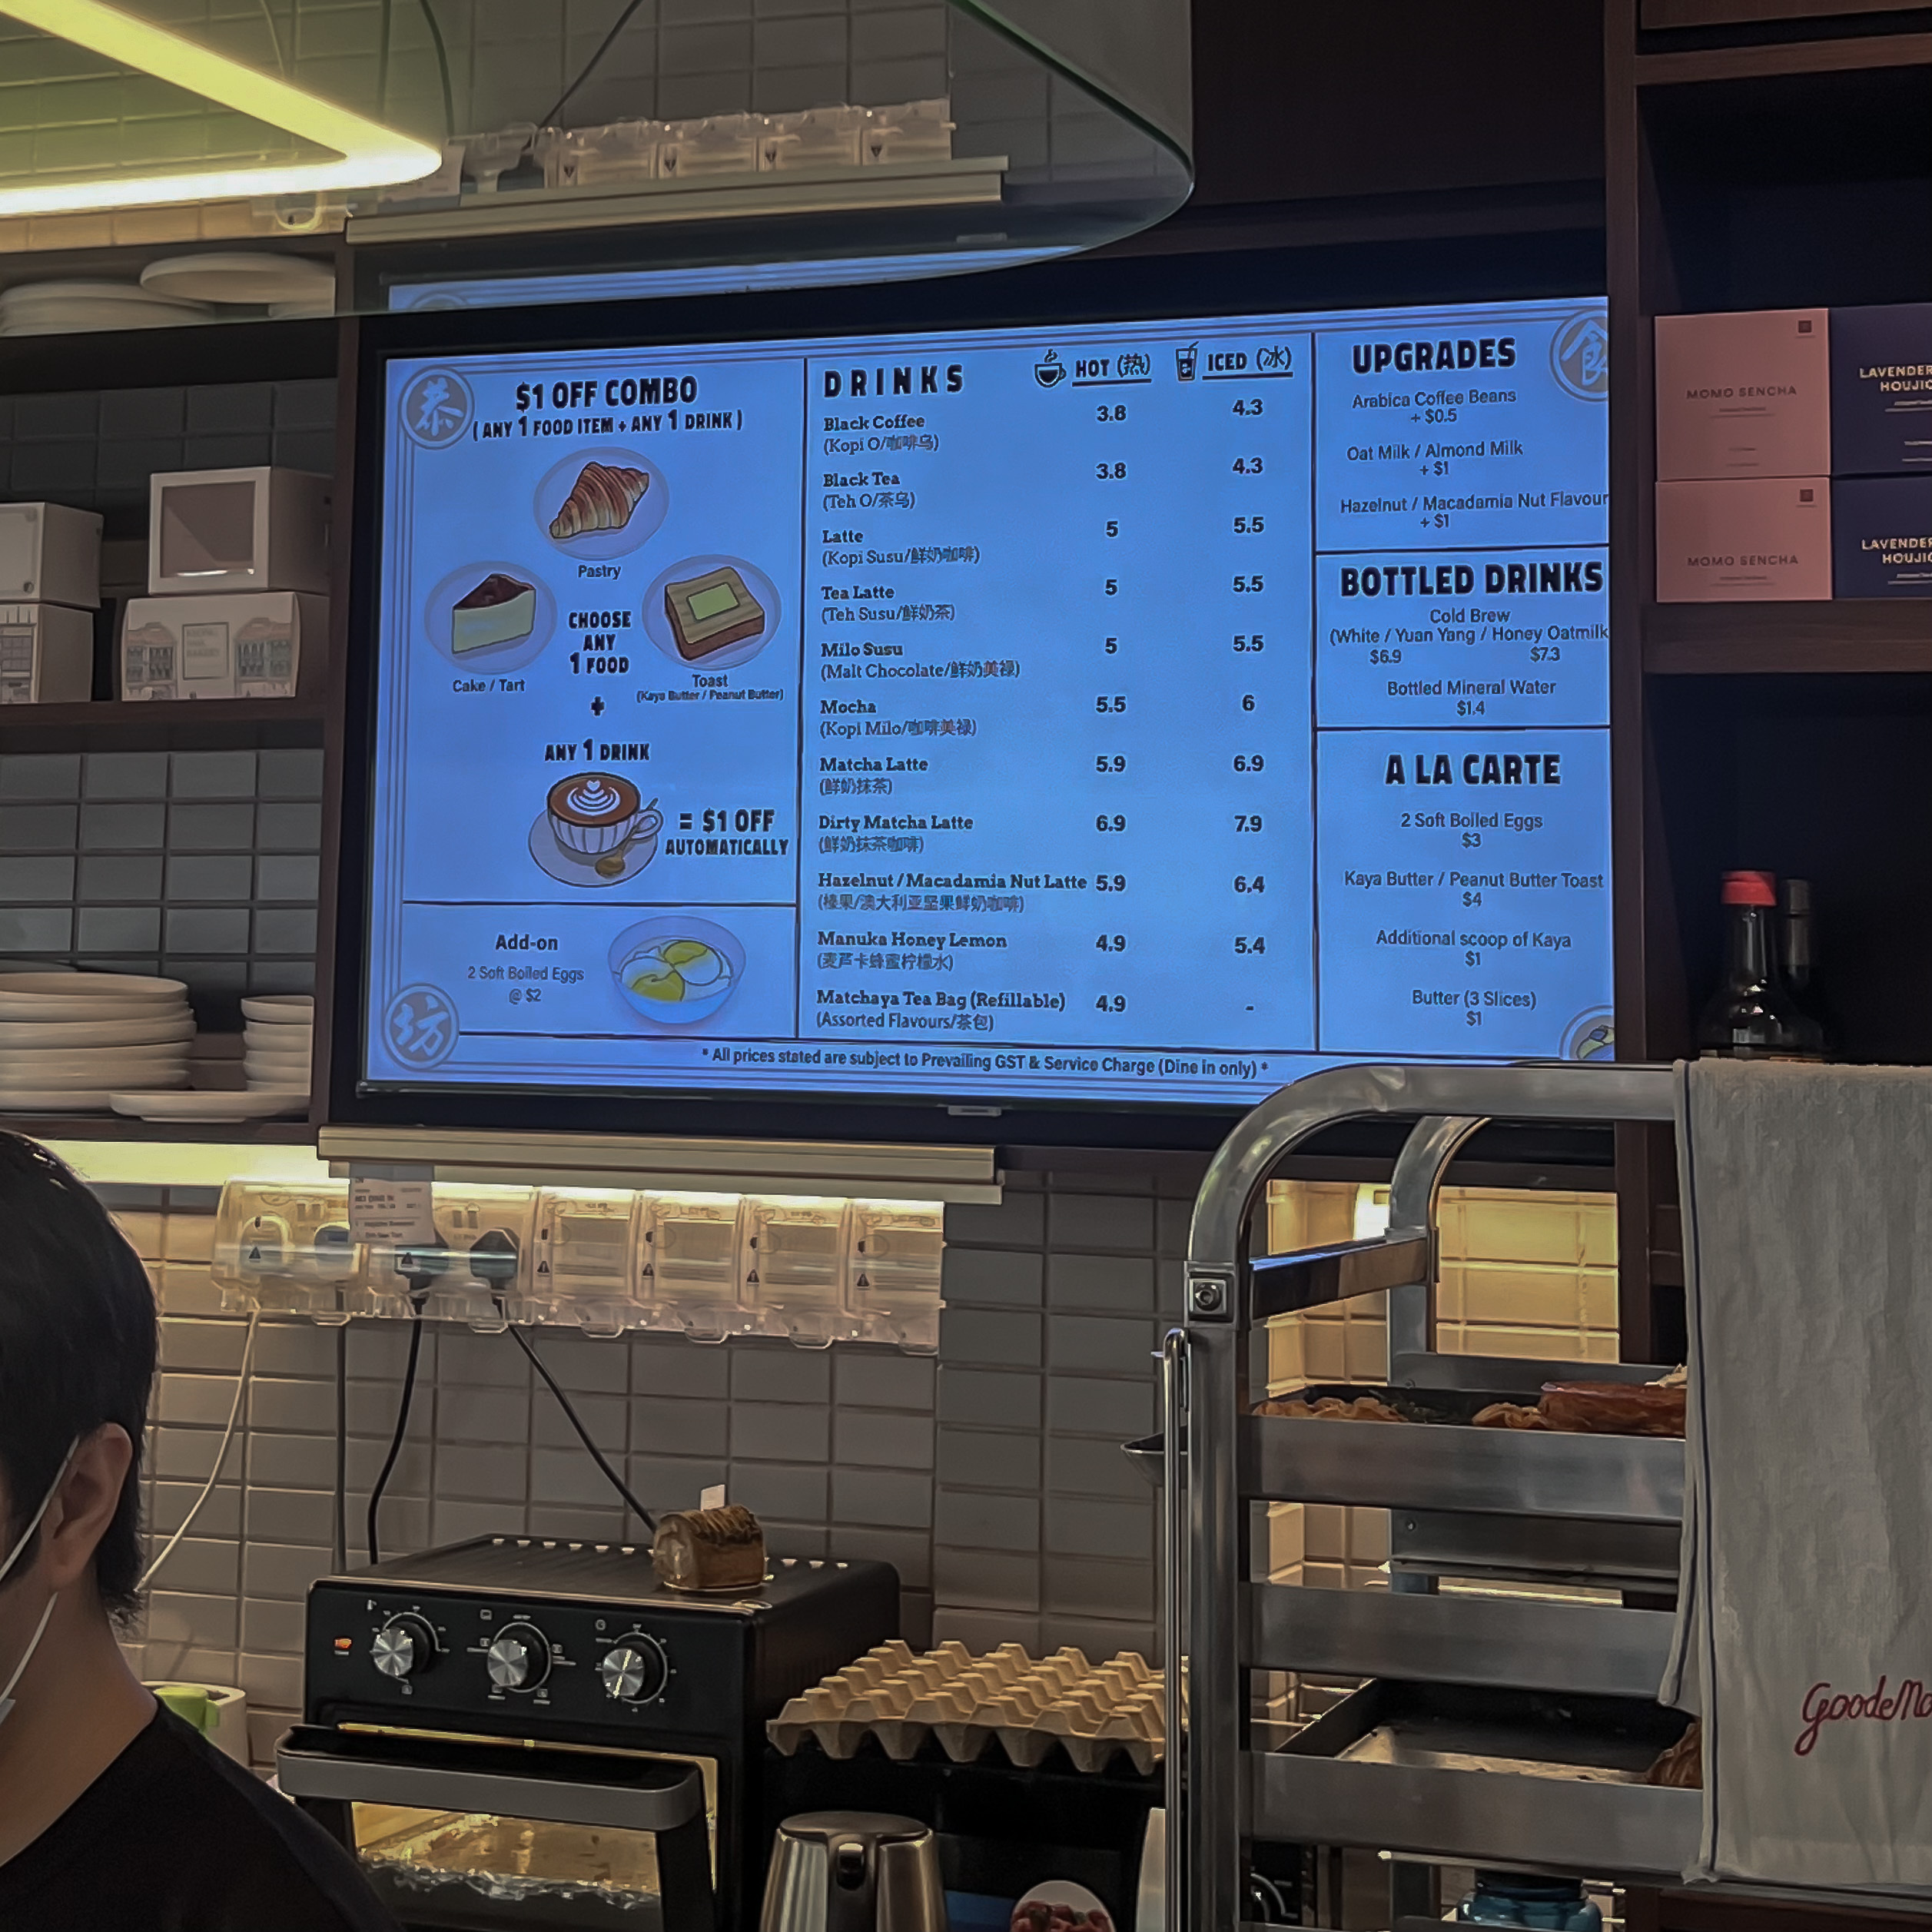 恭
$1 OFF COMBO
( ANY 1 FOOD ITEM + ANY 1 DRINK )
Pastry
Cake / Tart
CHOOSE
ANY
1 FOOD
Toast
(Kaya Butter / Peanut Butter)
+
ANY 1 DRINK
= $1 OFF
AUTOMATICALLY
Add-on
2 Soft Boiled Eggs
@ $2
坊
DRINKS HOT (热) ICED (冰)
Black Coffee 3.8 4.3
(Kopi O/咖啡乌)
Black Tea 3.8 4.3
(Teh O/茶乌)
Latte 5 5.5
(Kopi Susu/鲜奶咖啡)
Tea Latte 5 5.5
(Teh Susu/鲜奶茶)
Milo Susu 5 5.5
(Malt Chocolate/鲜奶美禄)
Mocha 5.5 6
(Kopi Milo/咖啡美禄)
Matcha Latte 5.9 6.9
(鲜奶抹茶)
Dirty Matcha Latte 6.9 7.9
(鲜奶抹茶咖啡)
Hazelnut / Macadamia Nut Latte 5.9 6.4
(榛果/澳大利亚坚果鲜奶咖啡)
Manuka Honey Lemon 4.9 5.4
(麦芦卡蜂蜜柠檬水)
Matchaya Tea Bag (Refillable) 4.9 -
(Assorted Flavours/茶包)
UPGRADES
食
Arabica Coffee Beans
+ $0.5
Oat Milk / Almond Milk
+ $1
Hazelnut / Macadamia Nut Flavour
+ $1
BOTTLED DRINKS
Cold Brew
(White / Yuan Yang / Honey Oatmilk
$6.9 $7.3
Bottled Mineral Water
$1.4
A LA CARTE
2 Soft Boiled Eggs
$3
Kaya Butter / Peanut Butter Toast
$4
Additional scoop of Kaya
$1
Butter (3 Slices)
$1
* All prices stated are subject to Prevailing GST & Service Charge (Dine in only) *
MOMO SENCHA
LAVENDER
HOUJIC
MOMO SENCHA
LAVENDER
HOUJIC
GoodeMo